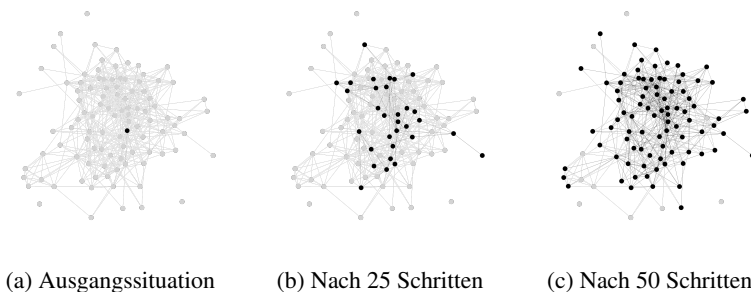 (a) Ausgangssituation
(b) Nach 25 Schritten
(c) Nach 50 Schritten